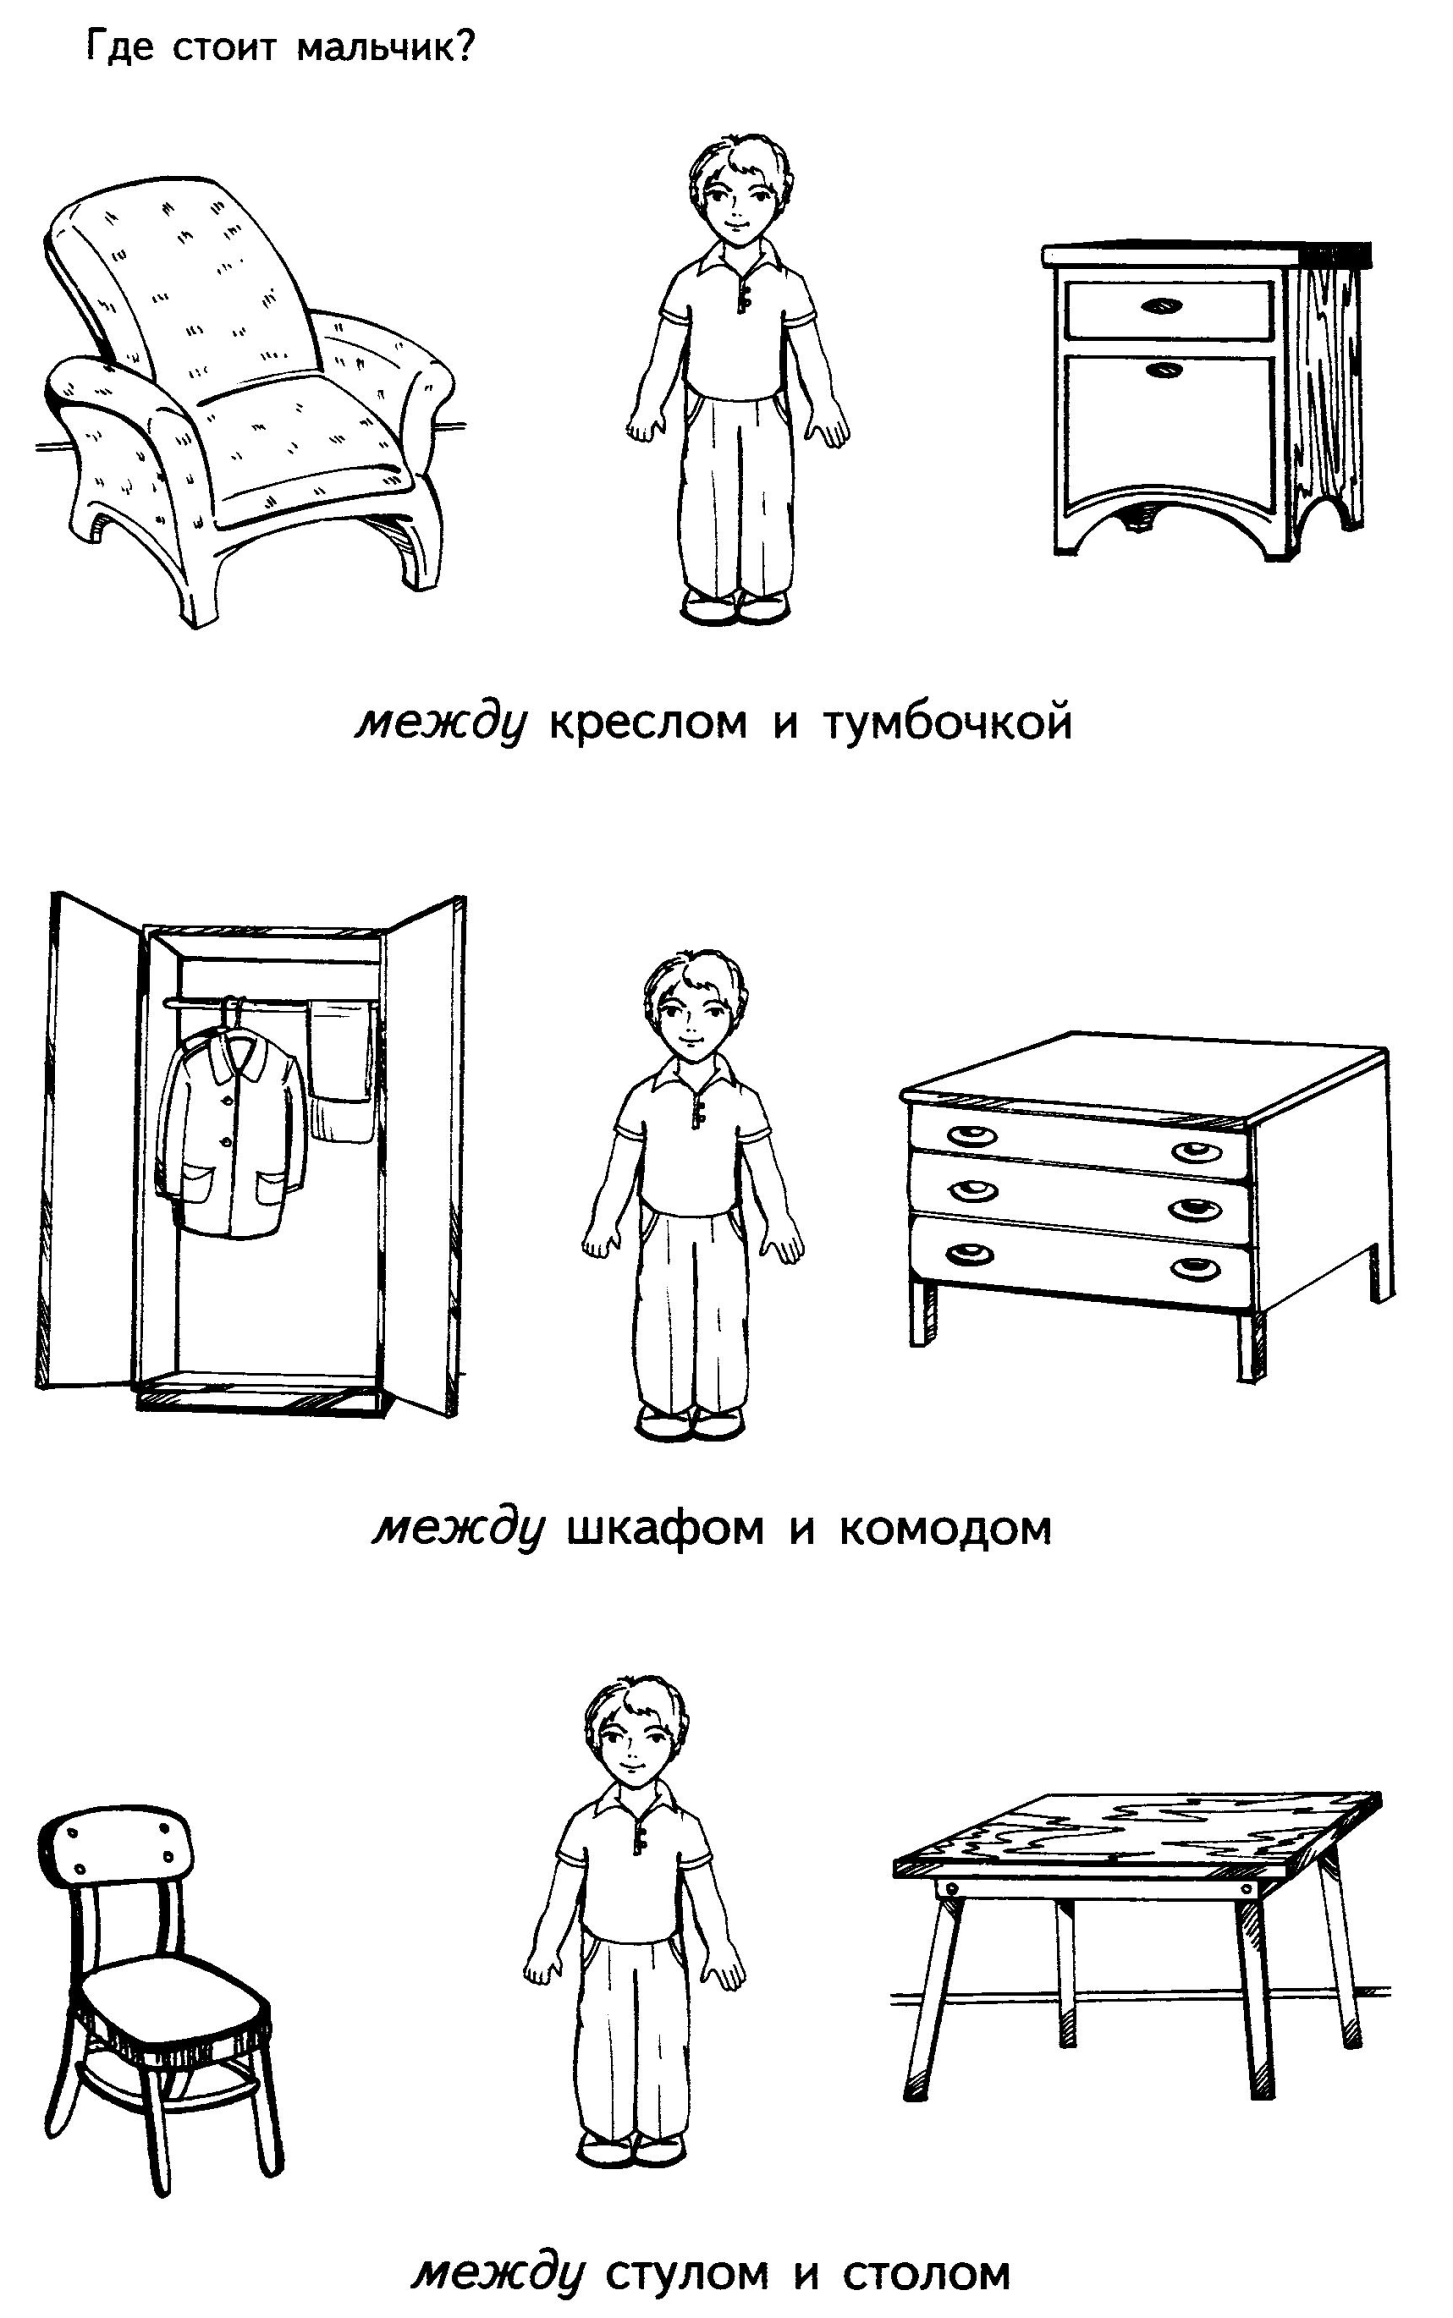 Где стоит мальчик?
между креслом и тумбочкой
между шкафом и комодом
между стулом и столом